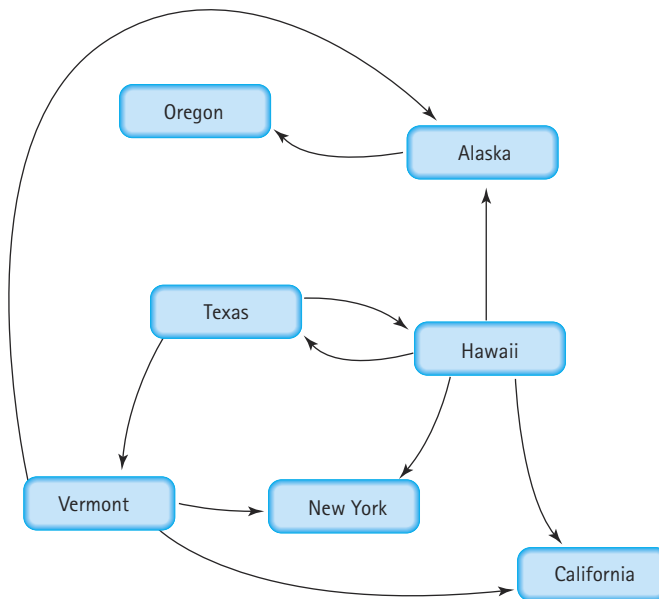 Oregon
Alaska
Texas
Hawaii
Vermont
New York
California